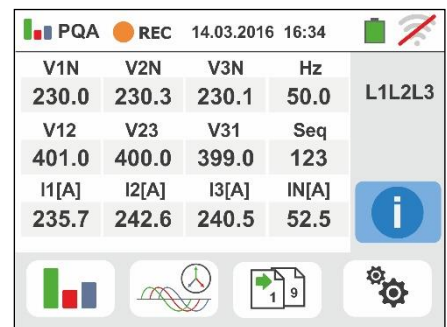 PQA REC 14.03.2016 16:34
V1N V2N V3N Hz
230.0 230.3 230.1 50.0 L1L2L3
V12 V23 V31 Seq
401.0 400.0 399.0 123
I1[A] I2[A] I3[A] IN[A]
235.7 242.6 240.5 52.5
i
1 9